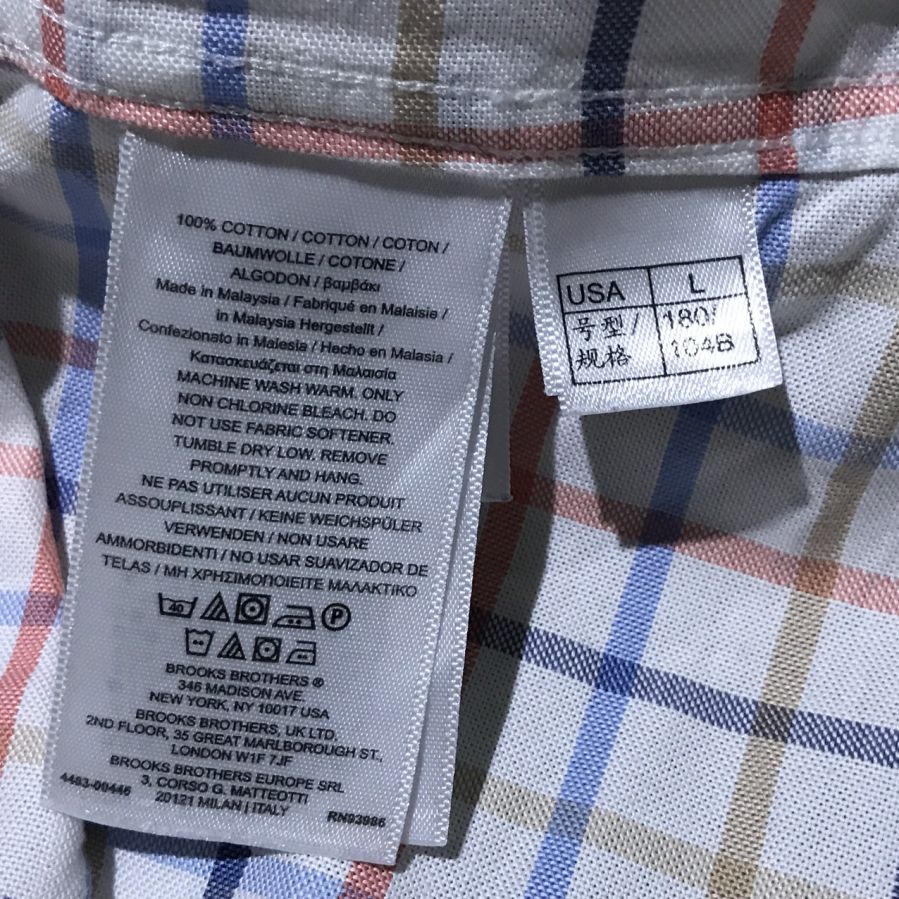 100% COTTON / COTTON / COTON /
BAUMWOLLE / COTONE /
ALGODON / βαμβάκι
Made in Malaysia / Fabriqué en Malaisie /
in Malaysia Hergestellt /
Confezionato in Malesia / Hecho en Malasia /
Κατασκευάζεται στη Μαλαισία
MACHINE WASH WARM. ONLY
NON CHLORINE BLEACH. DO
NOT USE FABRIC SOFTENER.
TUMBLE DRY LOW. REMOVE
PROMPTLY AND HANG.
NE PAS UTILISER AUCUN PRODUIT
ASSOUPLISSANT / KEINE WEICHSPÜLER
VERWENDEN / NON USARE
AMMORBIDENTI / NO USAR SUAVIZADOR DE
TELAS / ΜΗ ΧΡΗΣΙΜΟΠΟΙΕΙΤΕ ΜΑΛΑΚΤΙΚΟ
40 P
BROOKS BROTHERS ®
346 MADISON AVE.
NEW YORK, NY 10017 USA
BROOKS BROTHERS, UK LTD.
2ND FLOOR, 35 GREAT MARLBOROUGH ST.,
LONDON W1F 7JF
BROOKS BROTHERS EUROPE SRL
3, CORSO G. MATTEOTTI
20121 MILAN | ITALY
4483-00446 RN93986
USA L
号型/ 180/
规格 104B